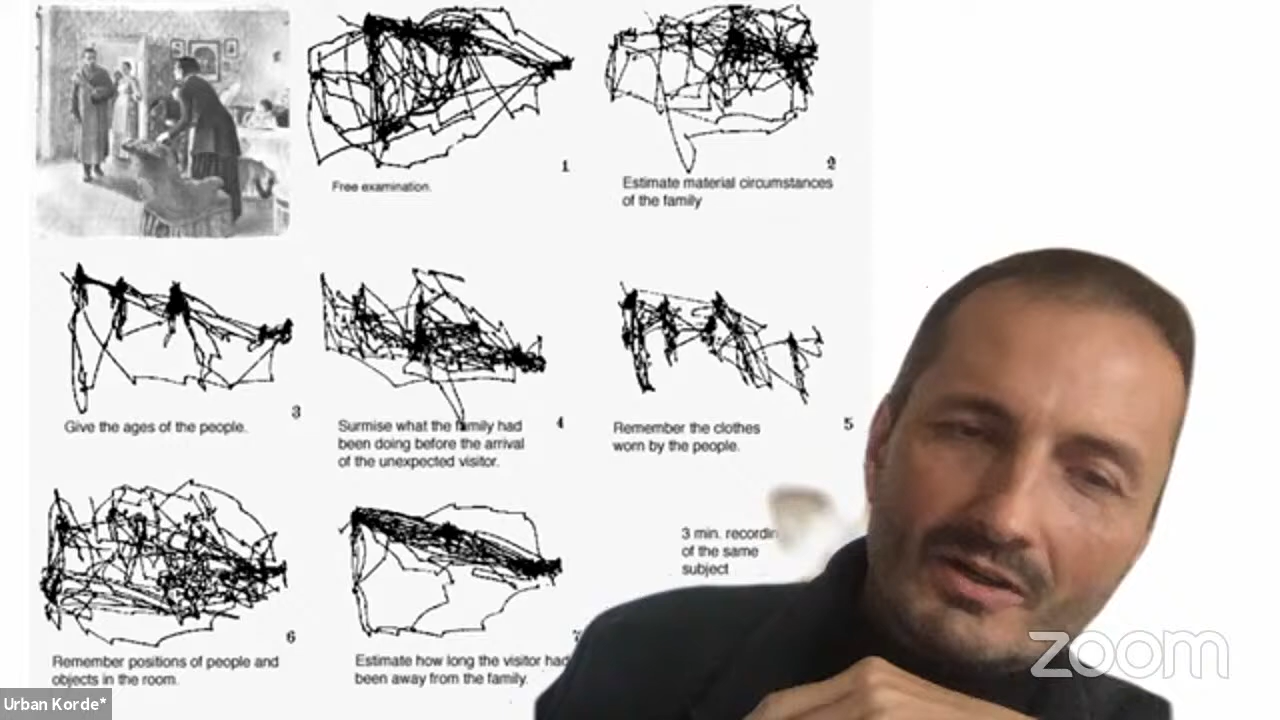 1
Free examination.
2
Estimate material circumstances
of the family
3
Give the ages of the people.
4
Surmise what the family had
been doing before the arrival
of the unexpected visitor.
5
Remember the clothes
worn by the people.
6
Remember positions of people and
objects in the room.
Estimate how long the visitor had
been away from the family.
3 min. recordin
of the same
subject
zoom
Urban Korde*